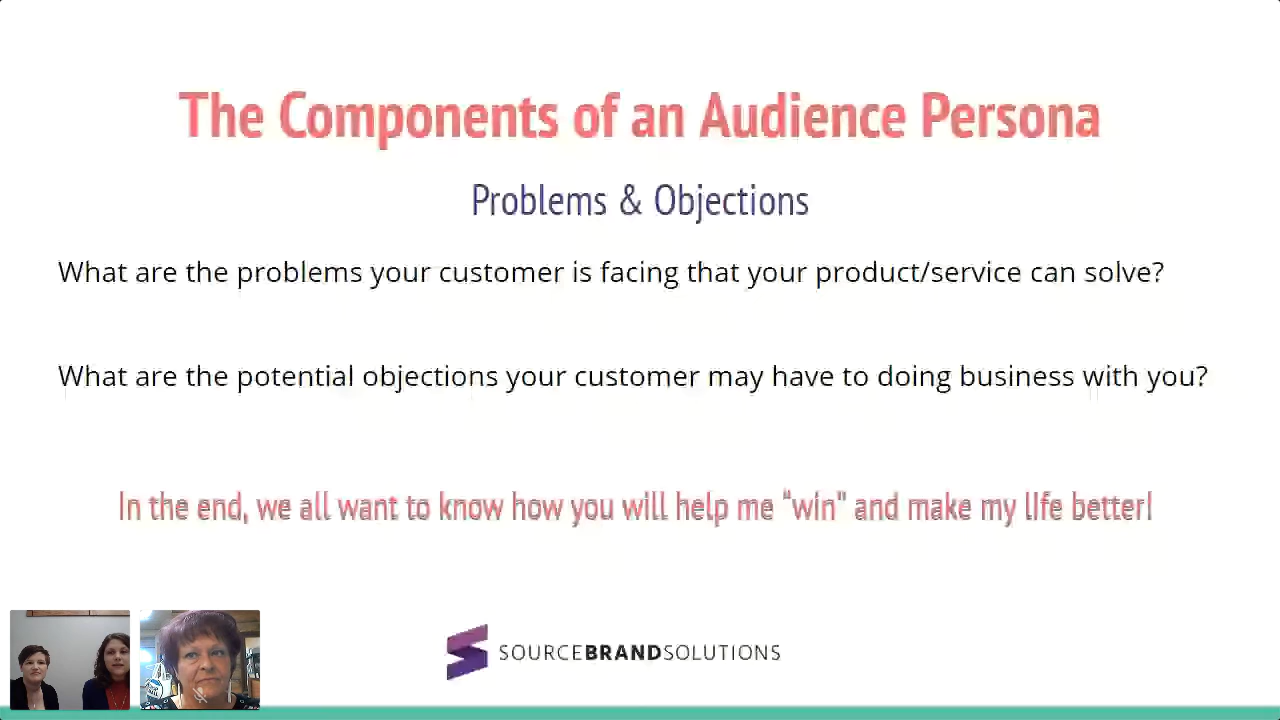 The Components of an Audience Persona
Problems & Objections
What are the problems your customer is facing that your product/service can solve?
What are the potential objections your customer may have to doing business with you?
In the end, we all want to know how you will help me "win" and make my life better!
SOURCEBRANDSOLUTIONS